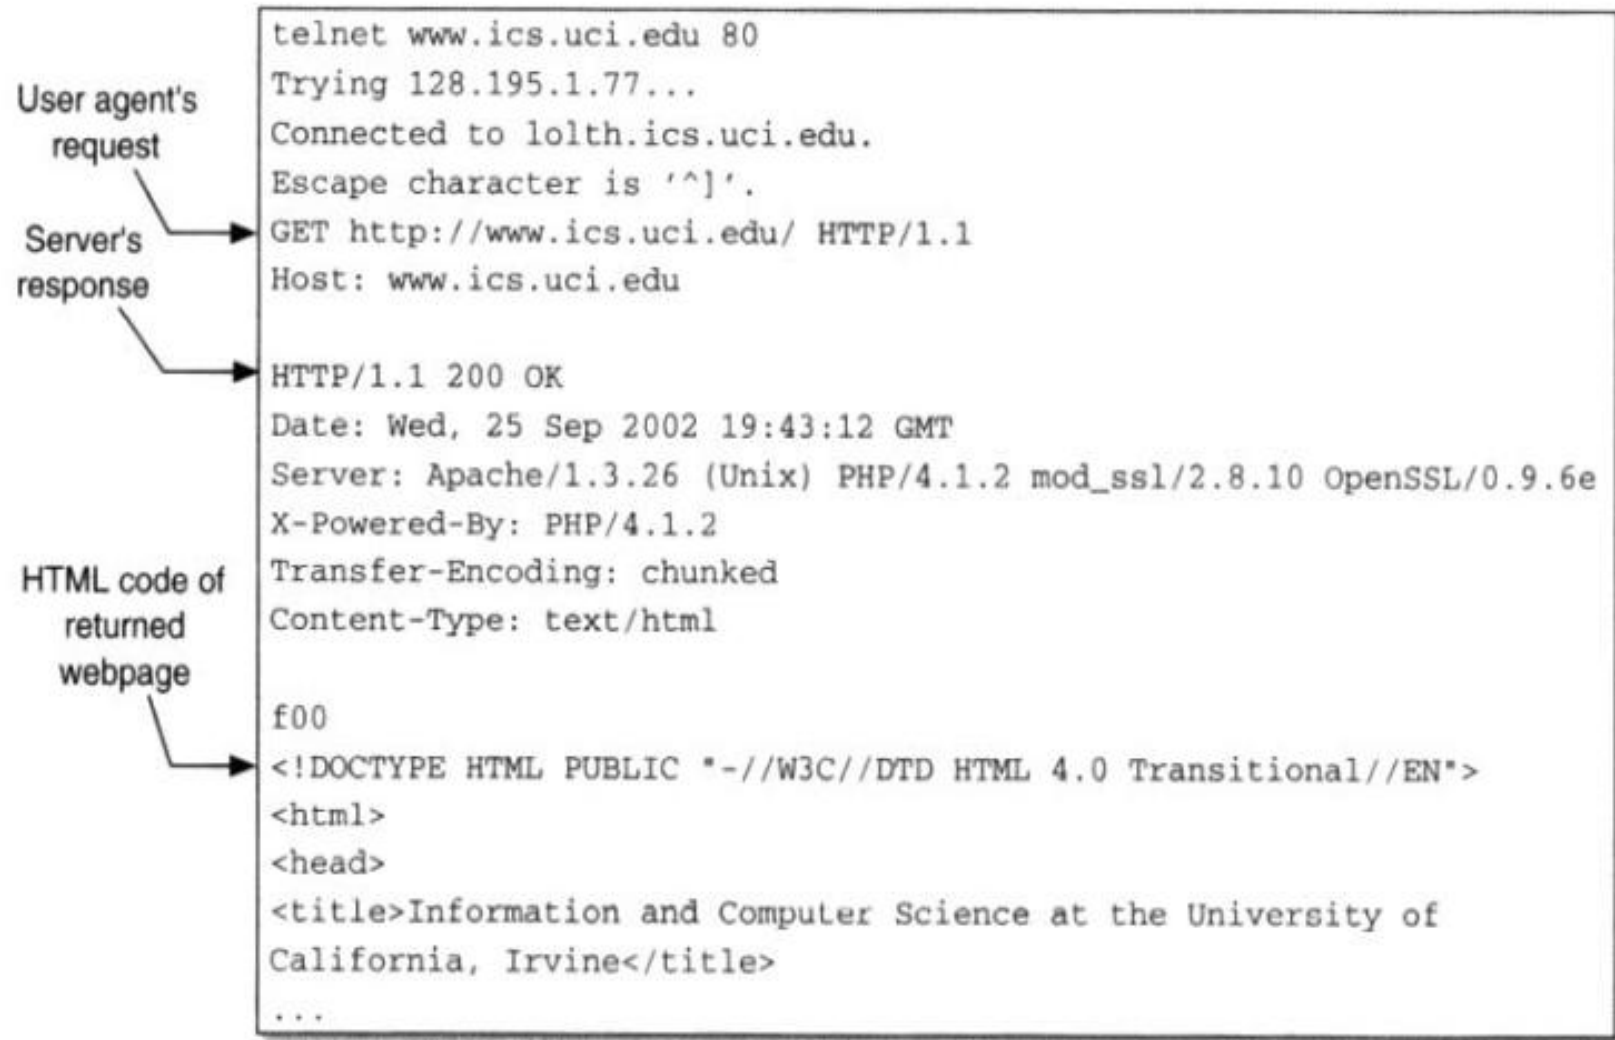 User agent's
request
Server's
response
HTML code of
returned
webpage
telnet www.ics.uci.edu 80
Trying 128.195.1.77...
Connected to lolth.ics.uci.edu.
Escape character is '^]'.
GET http://www.ics.uci.edu/ HTTP/1.1
Host: www.ics.uci.edu
HTTP/1.1 200 OK
Date: Wed, 25 Sep 2002 19:43:12 GMT
Server: Apache/1.3.26 (Unix) PHP/4.1.2 mod_ssl/2.8.10 OpenSSL/0.9.6e
X-Powered-By: PHP/4.1.2
Transfer-Encoding: chunked
Content-Type: text/html
f00
<!DOCTYPE HTML PUBLIC "-//W3C//DTD HTML 4.0 Transitional//EN">
<html>
<head>
<title>Information and Computer Science at the University of
California, Irvine</title>
...